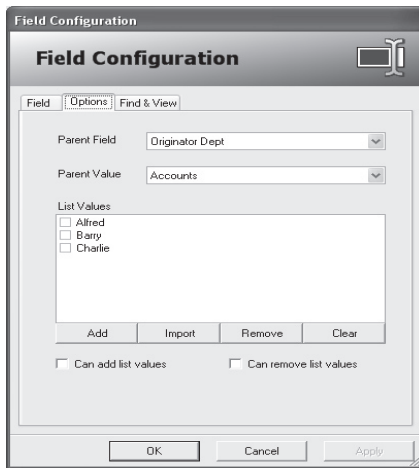 Field Configuration
Field Configuration
Field Options Find & View
Parent Field Originator Dept
Parent Value Accounts
List Values
Alfred
Barry
Charlie
Add Import Remove Clear
Can add list values Can remove list values
OK Cancel Apply